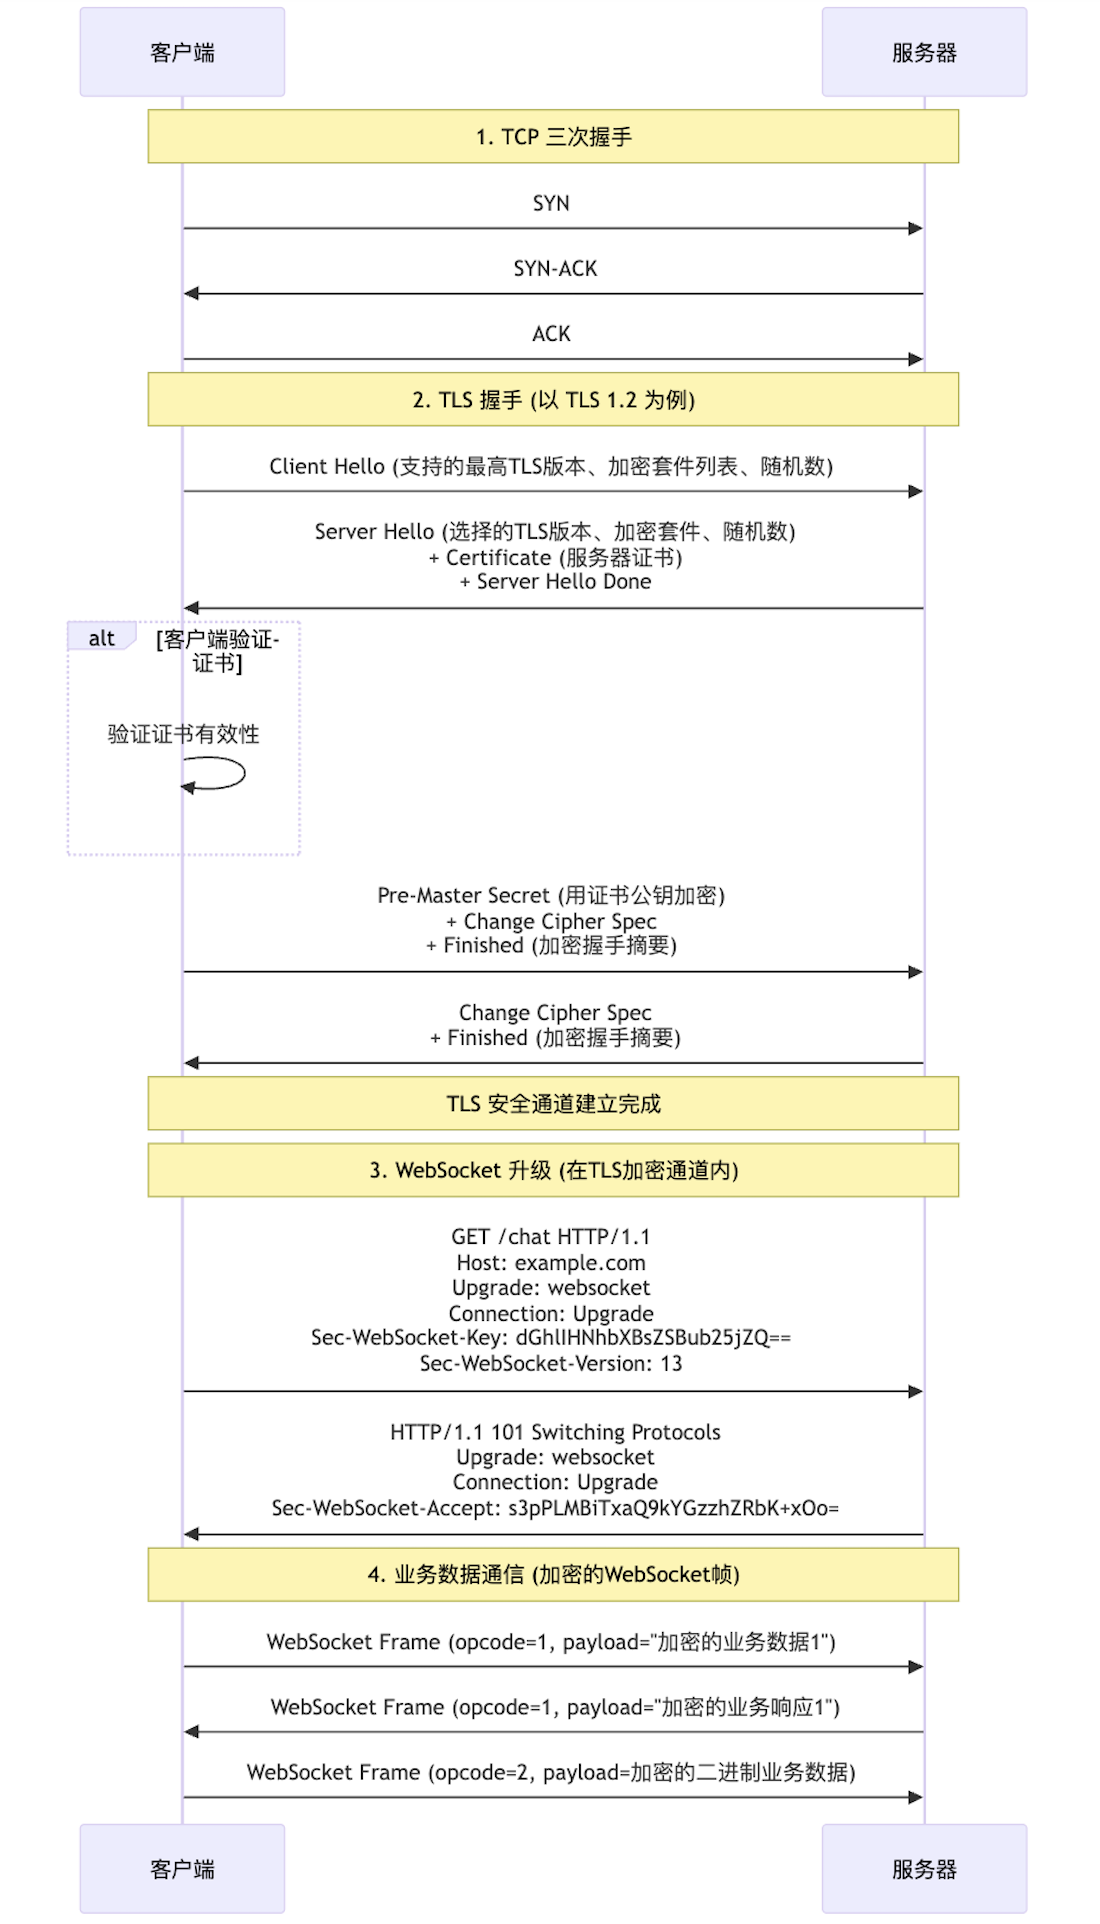 客户端
服务器
1. TCP 三次握手
SYN
SYN-ACK
ACK
2. TLS 握手 (以 TLS 1.2 为例)
Client Hello (支持的最高TLS版本、加密套件列表、随机数)
Server Hello (选择的TLS版本、加密套件、随机数)
+ Certificate (服务器证书)
+ Server Hello Done
alt
[客户端验证-
证书]
验证证书有效性
Pre-Master Secret (用证书公钥加密)
+ Change Cipher Spec
+ Finished (加密握手摘要)
Change Cipher Spec
+ Finished (加密握手摘要)
TLS 安全通道建立完成
3. WebSocket 升级 (在TLS加密通道内)
GET /chat HTTP/1.1
Host: example.com
Upgrade: websocket
Connection: Upgrade
Sec-WebSocket-Key: dGhlIHNhbXBsZSBub25jZQ==
Sec-WebSocket-Version: 13
HTTP/1.1 101 Switching Protocols
Upgrade: websocket
Connection: Upgrade
Sec-WebSocket-Accept: s3pPLMBiTxaQ9kYGzzhZRbK+xOo=
4. 业务数据通信 (加密的WebSocket帧)
WebSocket Frame (opcode=1, payload="加密的业务数据1")
WebSocket Frame (opcode=1, payload="加密的业务响应1")
WebSocket Frame (opcode=2, payload=加密的二进制业务数据)
客户端
服务器